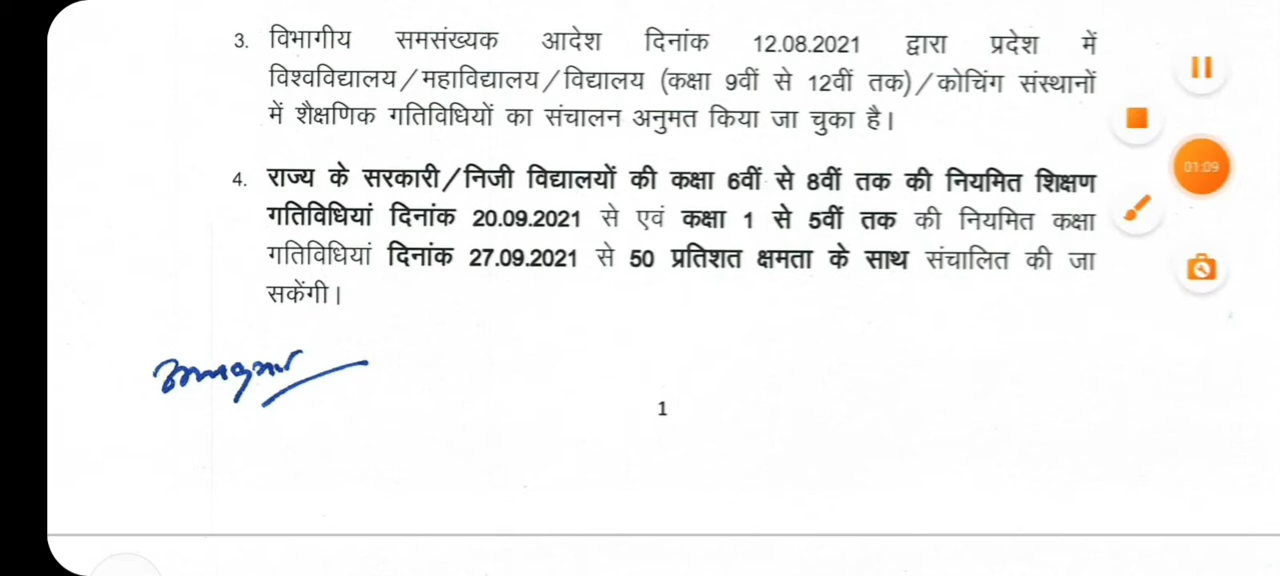 3. विभागीय समसंख्यक आदेश दिनांक 12.08.2021 द्वारा प्रदेश में
विश्वविद्यालय/महाविद्यालय/विद्यालय (कक्षा 9वीं से 12वीं तक)/कोचिंग संस्थानों
में शैक्षणिक गतिविधियों का संचालन अनुमत किया जा चुका है।
4. राज्य के सरकारी/निजी विद्यालयों की कक्षा 6वीं से 8वीं तक की नियमित शिक्षण
गतिविधियां दिनांक 20.09.2021 से एवं कक्षा 1 से 5वीं तक की नियमित कक्षा
गतिविधियां दिनांक 27.09.2021 से 50 प्रतिशत क्षमता के साथ संचालित की जा
सकेंगी।
1
01:09